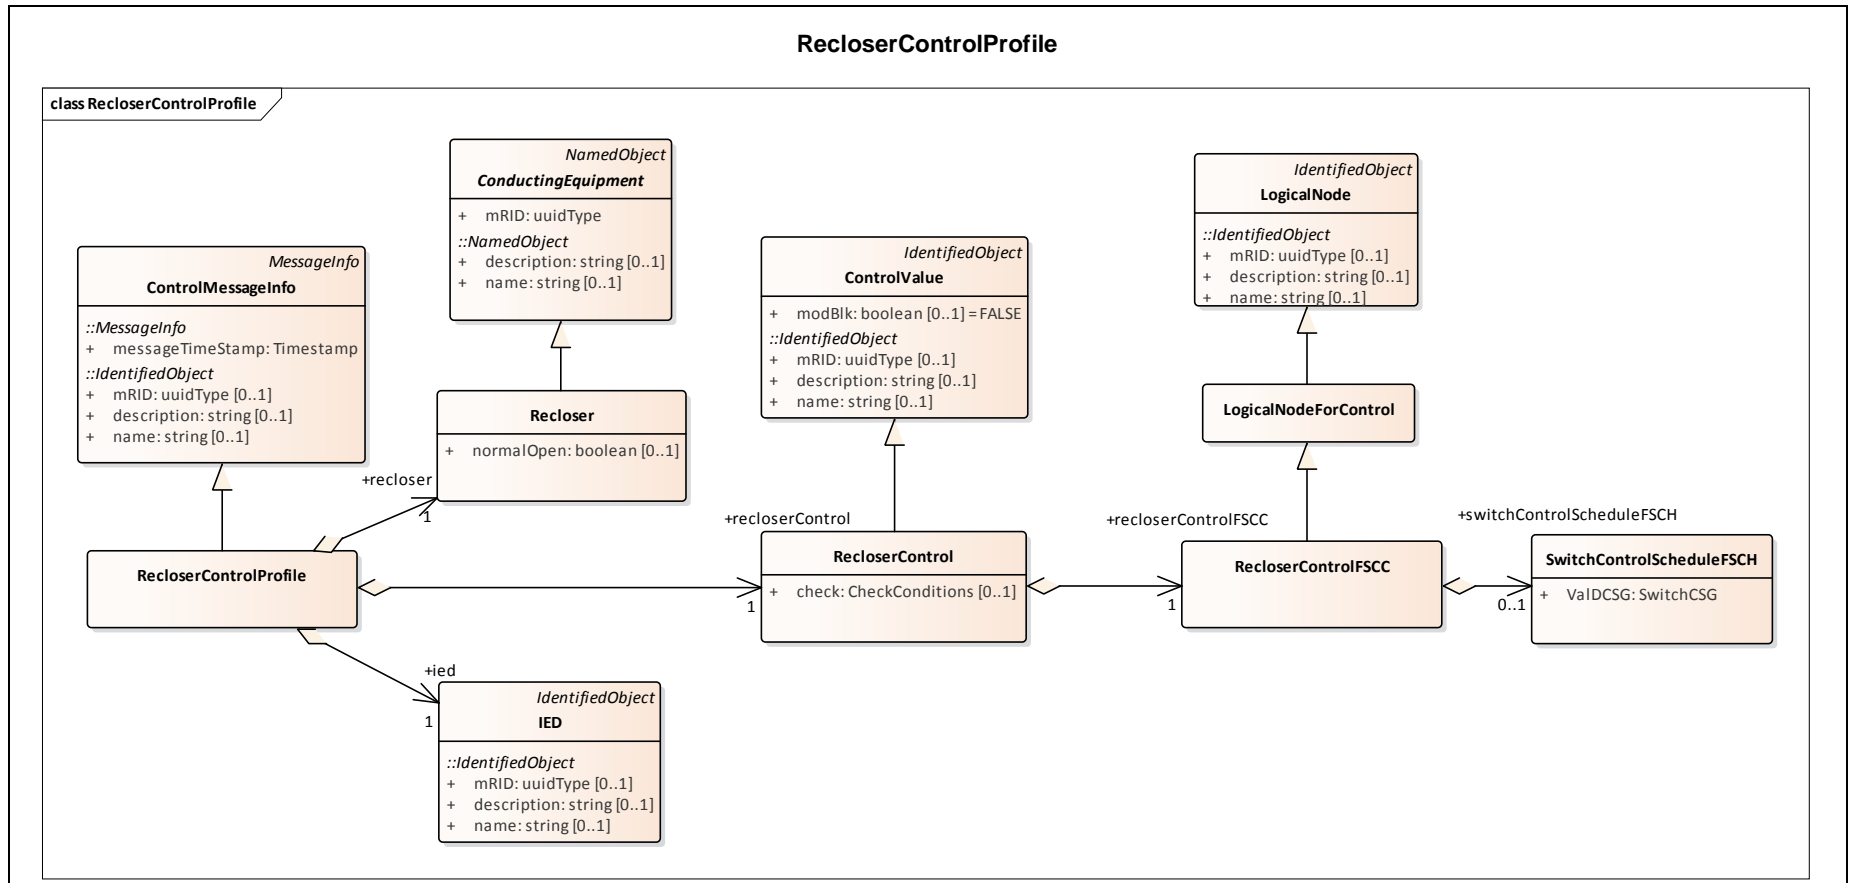 RecloserControlProfile
class RecloserControlProfile
NamedObject
ConductingEquipment
+ mRID: uuidType
::NamedObject
+ description: string [0..1]
+ name: string [0..1]
IdentifiedObject
LogicalNode
::IdentifiedObject
+ mRID: uuidType [0..1]
+ description: string [0..1]
+ name: string [0..1]
MessageInfo
ControlMessageInfo
::MessageInfo
+ messageTimeStamp: Timestamp
::IdentifiedObject
+ mRID: uuidType [0..1]
+ description: string [0..1]
+ name: string [0..1]
IdentifiedObject
ControlValue
+ modBlk: boolean [0..1] = FALSE
::IdentifiedObject
+ mRID: uuidType [0..1]
+ description: string [0..1]
+ name: string [0..1]
LogicalNodeForControl
Recloser
+ normalOpen: boolean [0..1]
+recloser
1
RecloserControlProfile
+recloserControl
1
RecloserControl
+ check: CheckConditions [0..1]
+recloserControlFSCC
1
RecloserControlFSCC
+switchControlScheduleFSCH
0..1
SwitchControlScheduleFSCH
+ ValDCSG: SwitchCSG
+ied
1
IdentifiedObject
IED
::IdentifiedObject
+ mRID: uuidType [0..1]
+ description: string [0..1]
+ name: string [0..1]